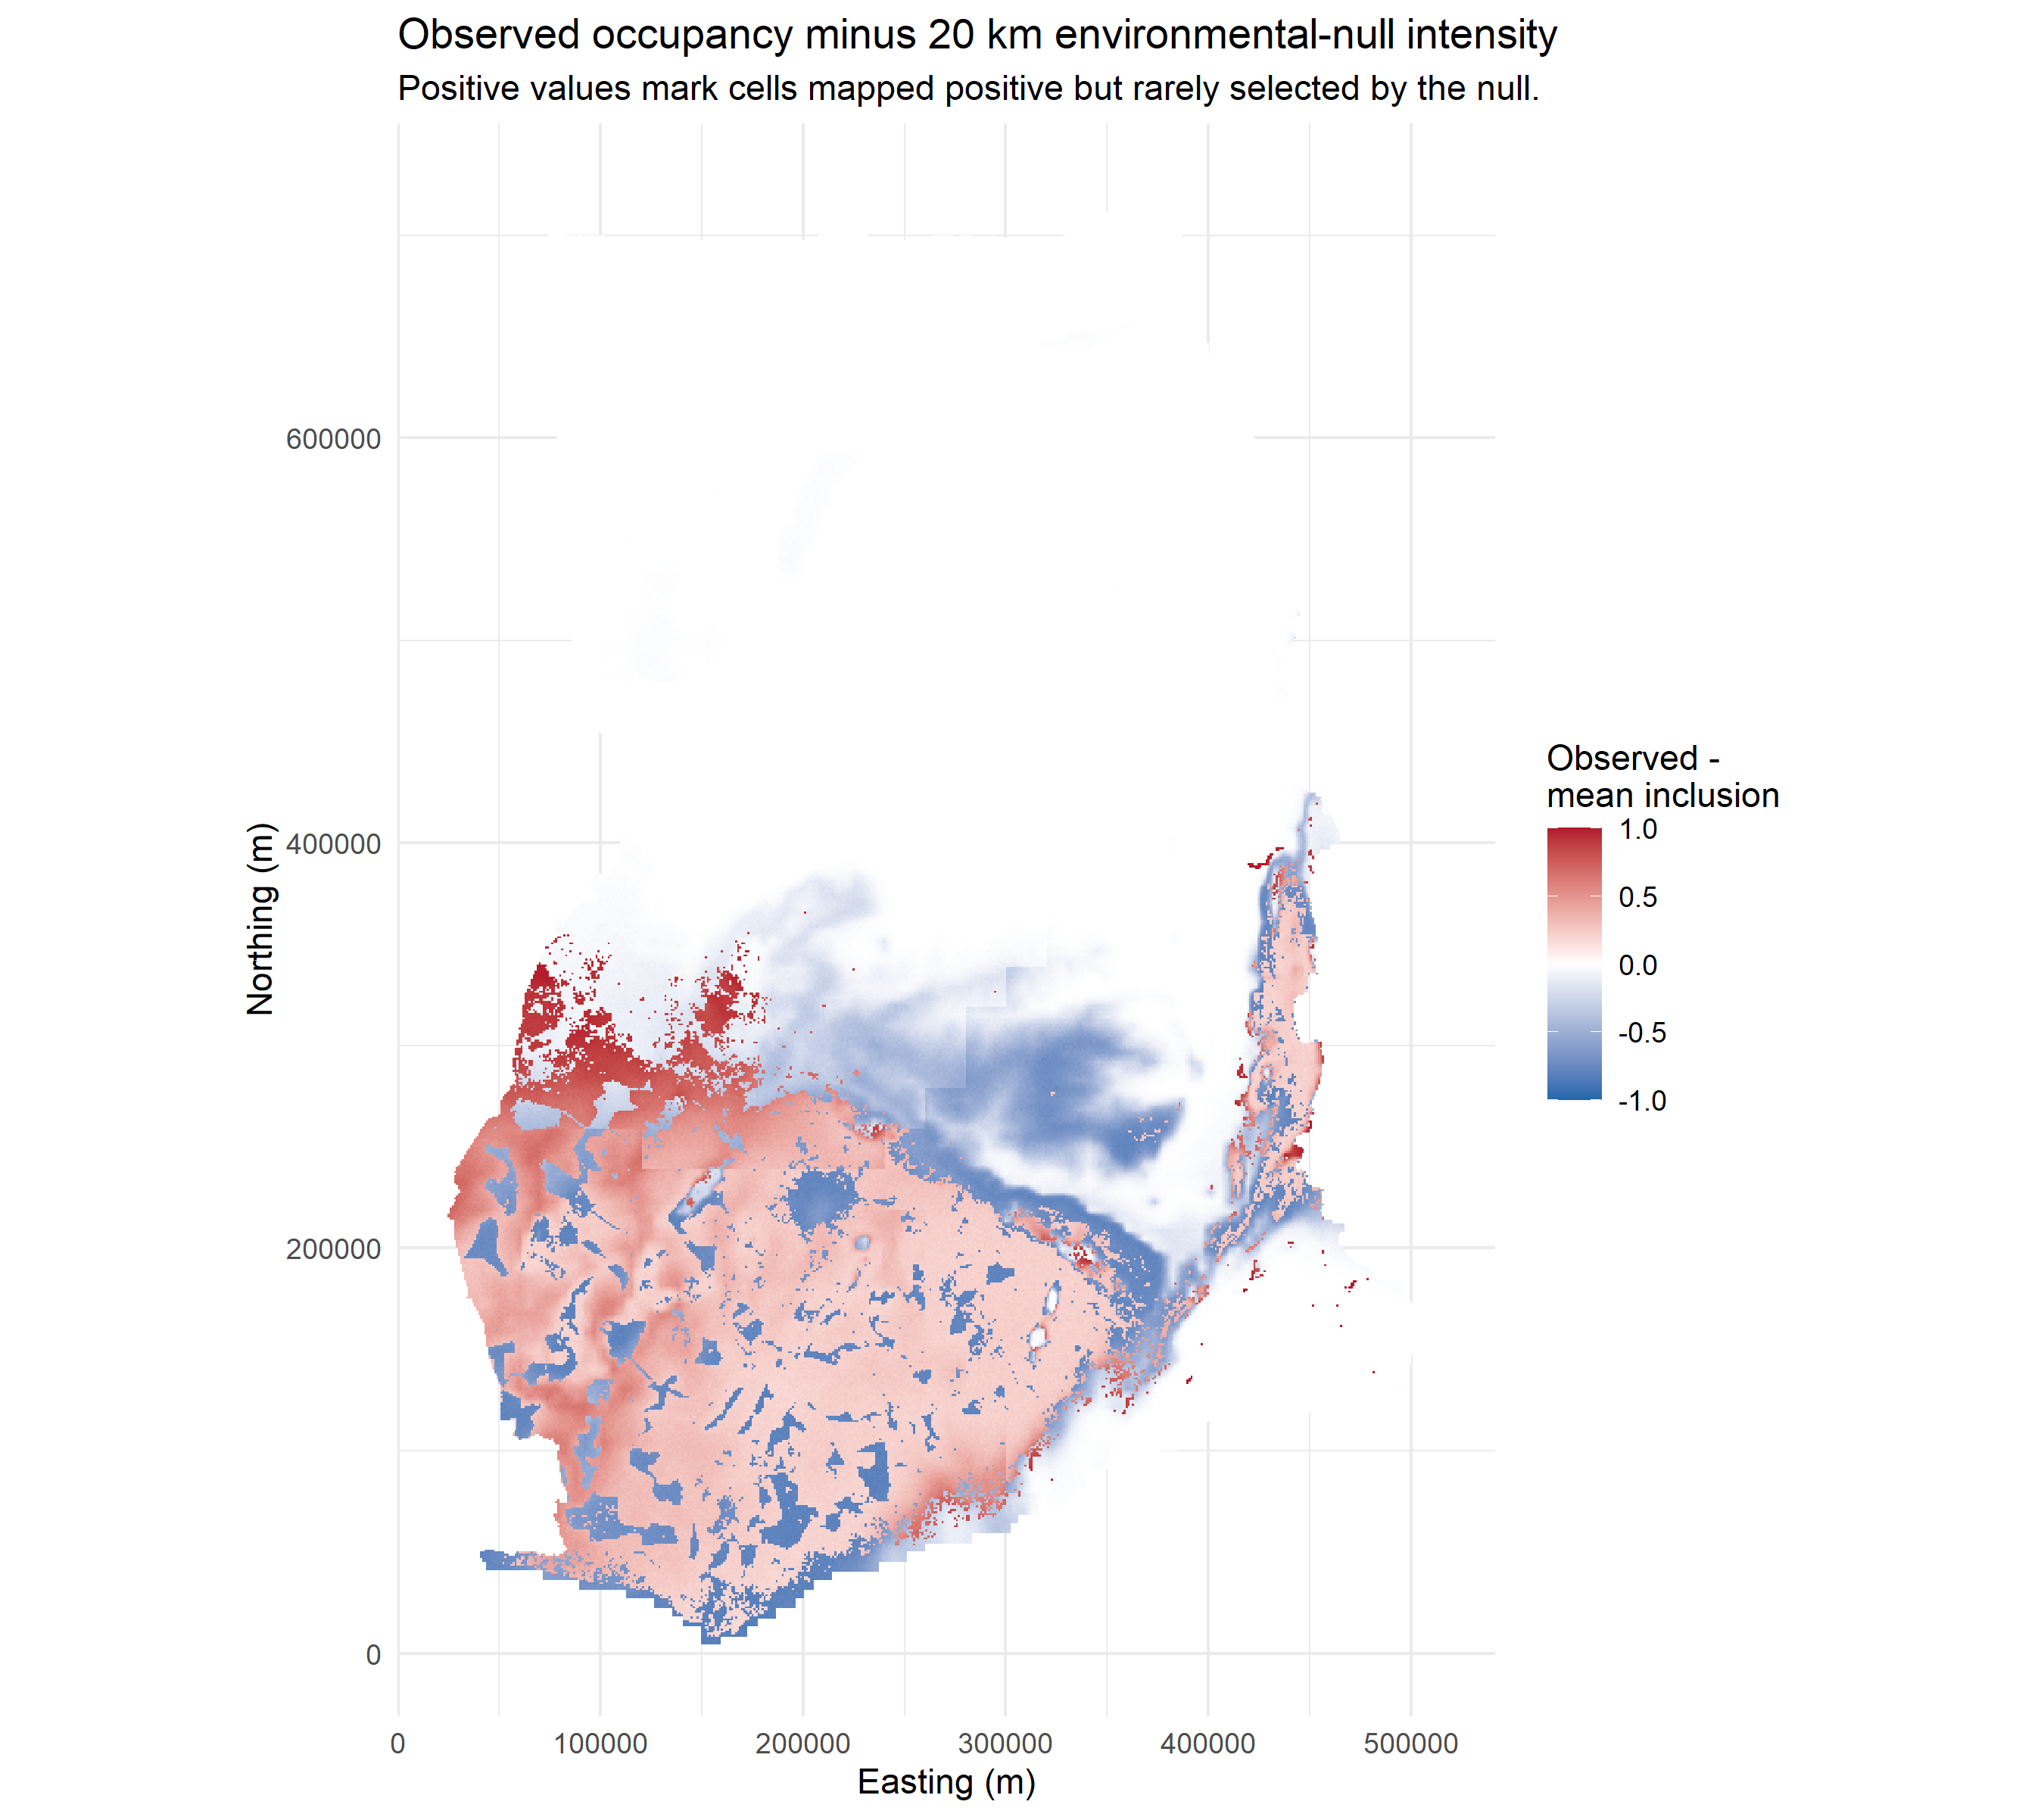 Observed occupancy minus 20 km environmental-null intensity
Positive values mark cells mapped positive but rarely selected by the null.
600000
400000
200000
0
Northing (m)
0 100000 200000 300000 400000 500000
Easting (m)
Observed -
mean inclusion
1.0
0.5
0.0
-0.5
-1.0